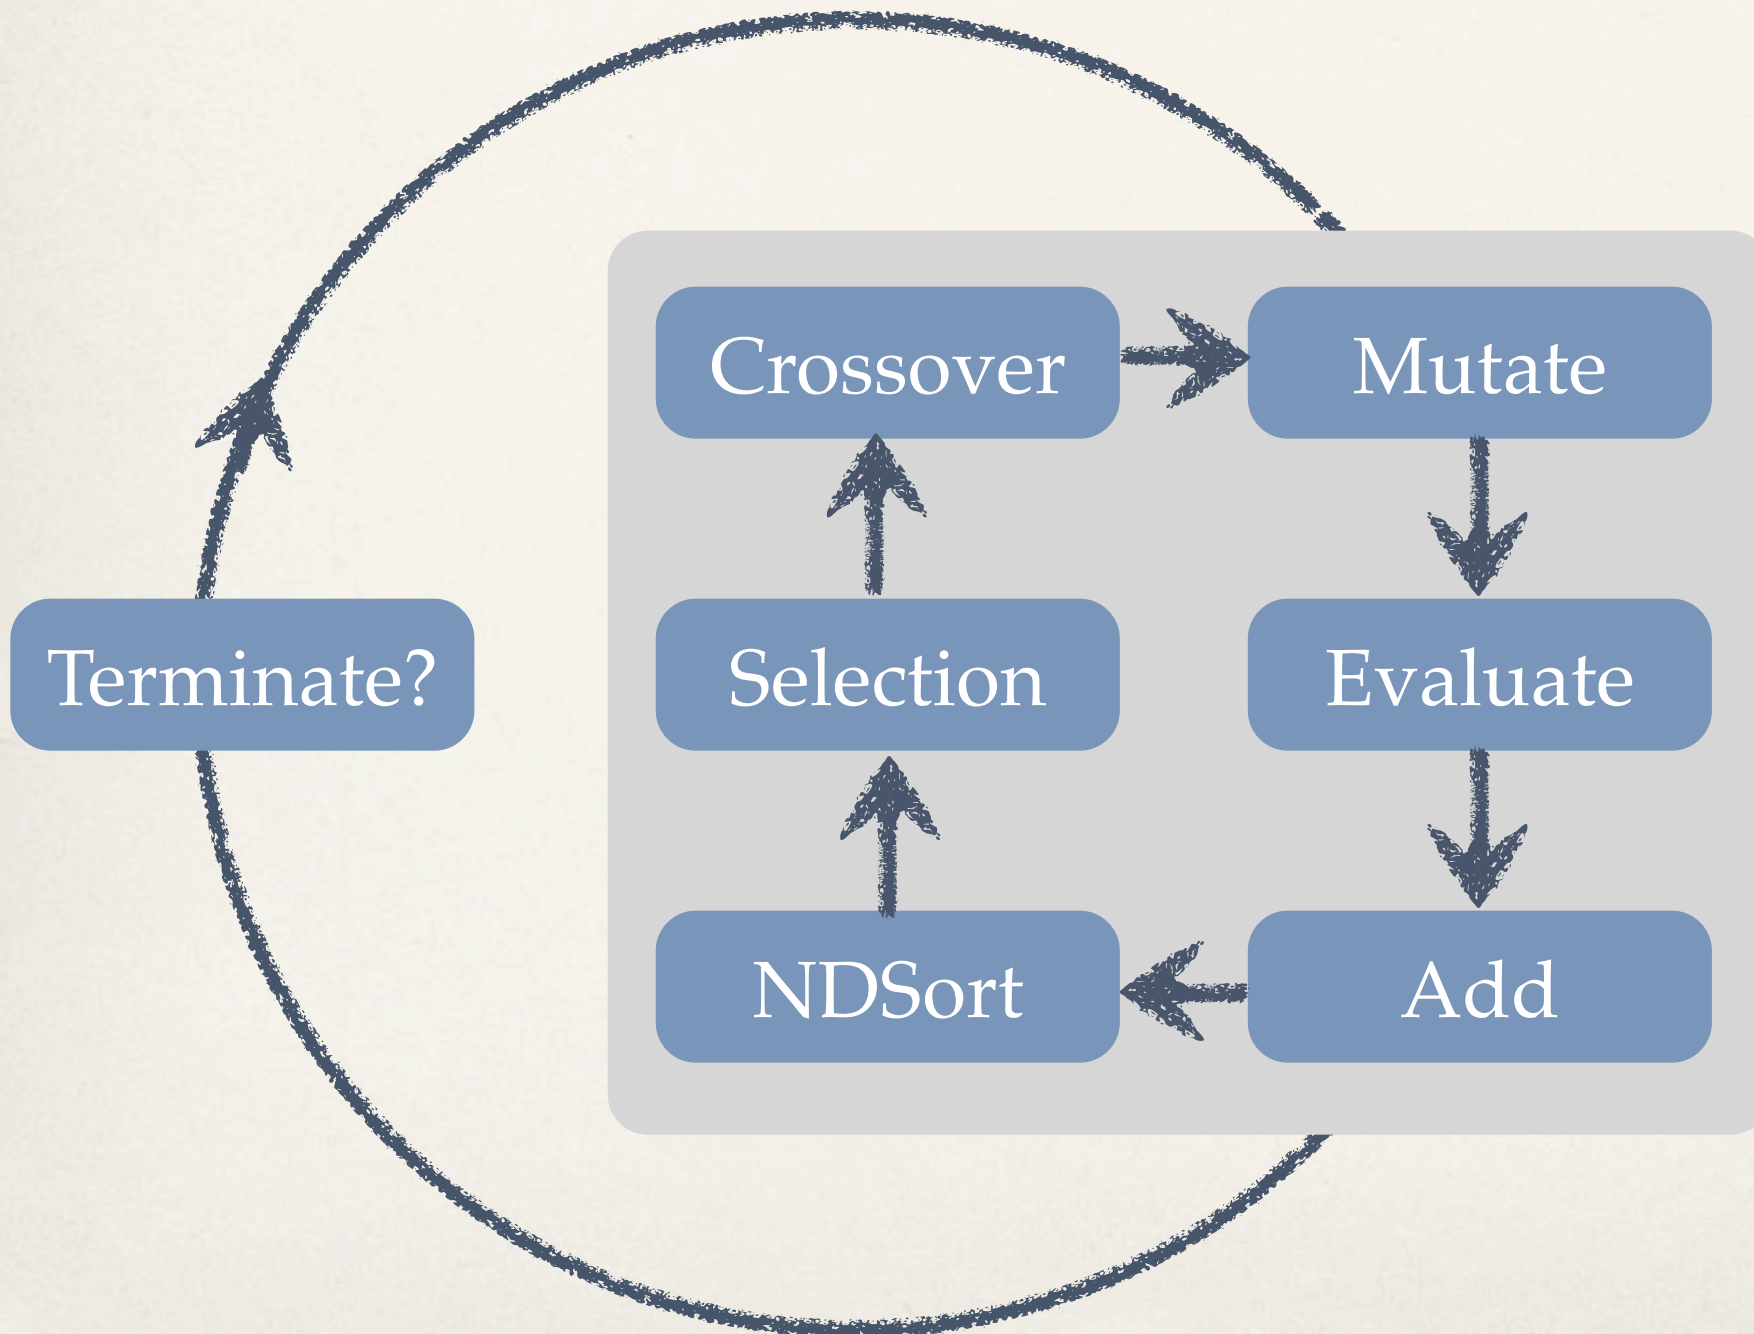 Crossover
Mutate
Terminate?
Selection
Evaluate
NDSort
Add